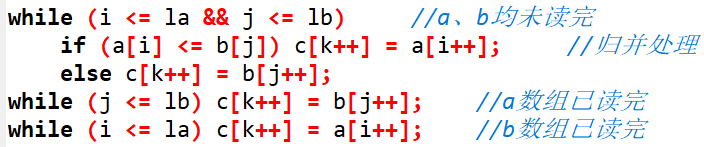 while (i <= la && j <= lb)      //a、b均未读完
    if (a[i] <= b[j]) c[k++] = a[i++];     //归并处理
    else c[k++] = b[j++];
while (j <= lb) c[k++] = b[j++];    //a数组已读完
while (i <= la) c[k++] = a[i++];    //b数组已读完